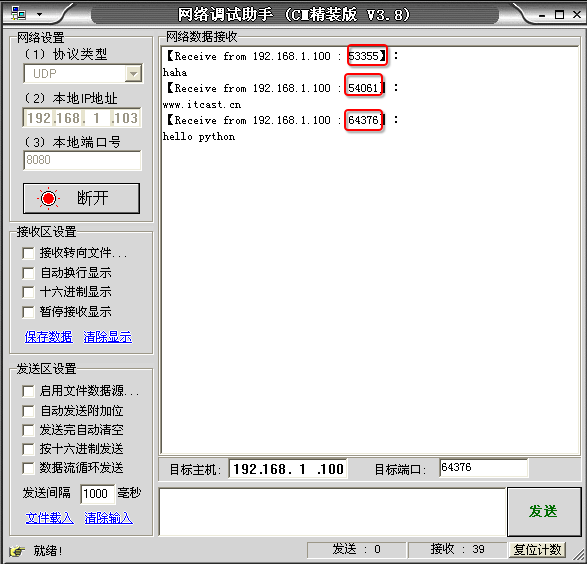 网络调试助手 (CM精装版 V3.8)
网络设置
(1) 协议类型
UDP
(2) 本地IP地址
192.168. 1 .103
(3) 本地端口号
8080
断开
接收区设置
接收转向文件...
自动换行显示
十六进制显示
暂停接收显示
保存数据 清除显示
发送区设置
启用文件数据源...
自动发送附加位
发送完自动清空
按十六进制发送
数据流循环发送
发送间隔 1000 毫秒
文件载入 清除输入
网络数据接收
【Receive from 192.168.1.100 : 53355】:
haha
【Receive from 192.168.1.100 : 54061】:
www.itcast.cn
【Receive from 192.168.1.100 : 64376】:
hello python
目标主机: 192.168. 1 .100 目标端口: 64376
发送
就绪! 发送 : 0 接收 : 39 复位计数